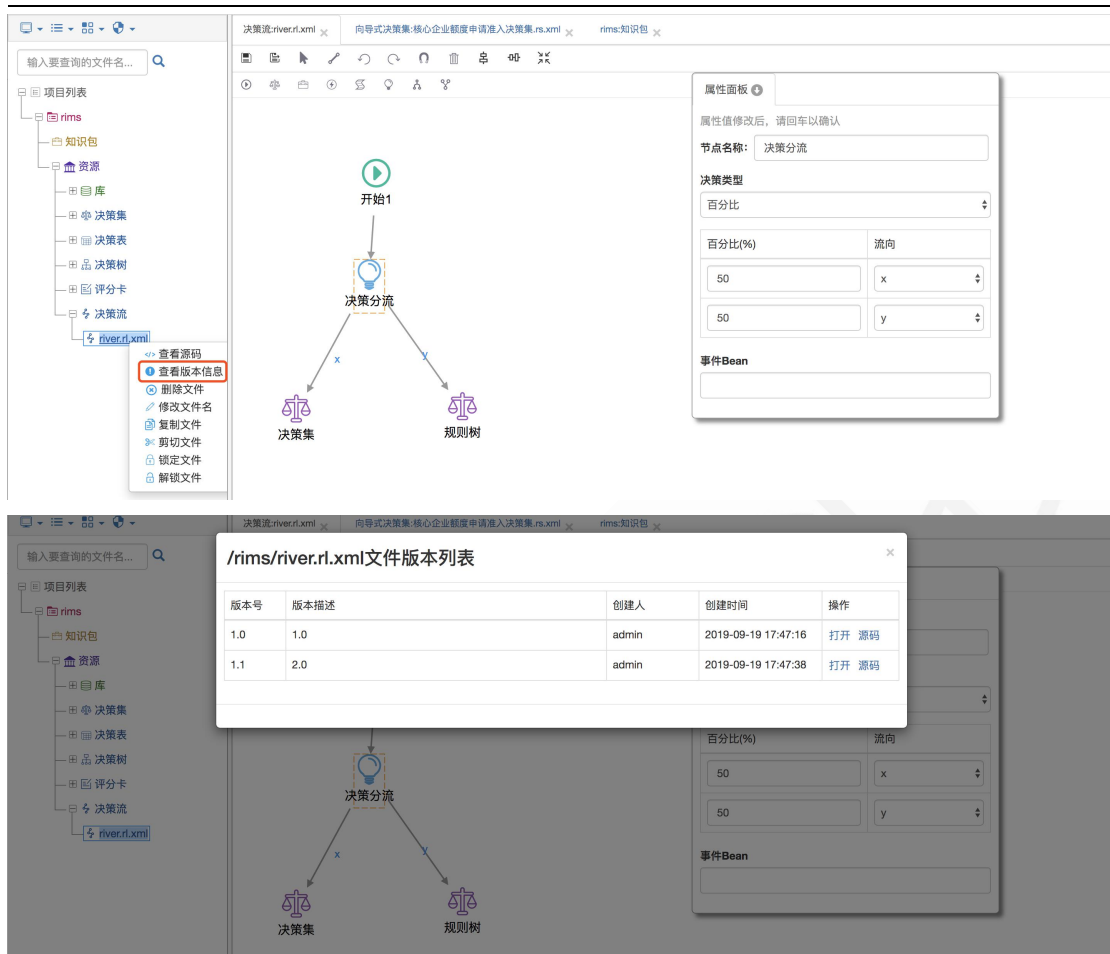 决策流:river.rl.xml
向导式决策集:核心企业额度申请准入决策集.rs.xml
rims:知识包
输入要查询的文件名...
项目列表
rims
知识包
资源
库
决策集
决策表
决策树
评分卡
决策流
river.rl.xml
查看源码
查看版本信息
删除文件
修改文件名
复制文件
剪切文件
锁定文件
解锁文件
开始1
决策分流
x
y
决策集
规则树
属性面板
属性值修改后，请回车以确认
节点名称: 决策分流
决策类型
百分比
百分比(%) 流向
50 x
50 y
事件Bean
决策流:river.rl.xml
向导式决策集:核心企业额度申请准入决策集.rs.xml
rims:知识包
输入要查询的文件名...
项目列表
rims
知识包
资源
库
决策集
决策表
决策树
评分卡
决策流
river.rl.xml
/rims/river.rl.xml文件版本列表
版本号 版本描述 创建人 创建时间 操作
1.0 1.0 admin 2019-09-19 17:47:16 打开 源码
1.1 2.0 admin 2019-09-19 17:47:38 打开 源码
决策分流
x
y
决策集
规则树
百分比(%) 流向
50 x
50 y
事件Bean